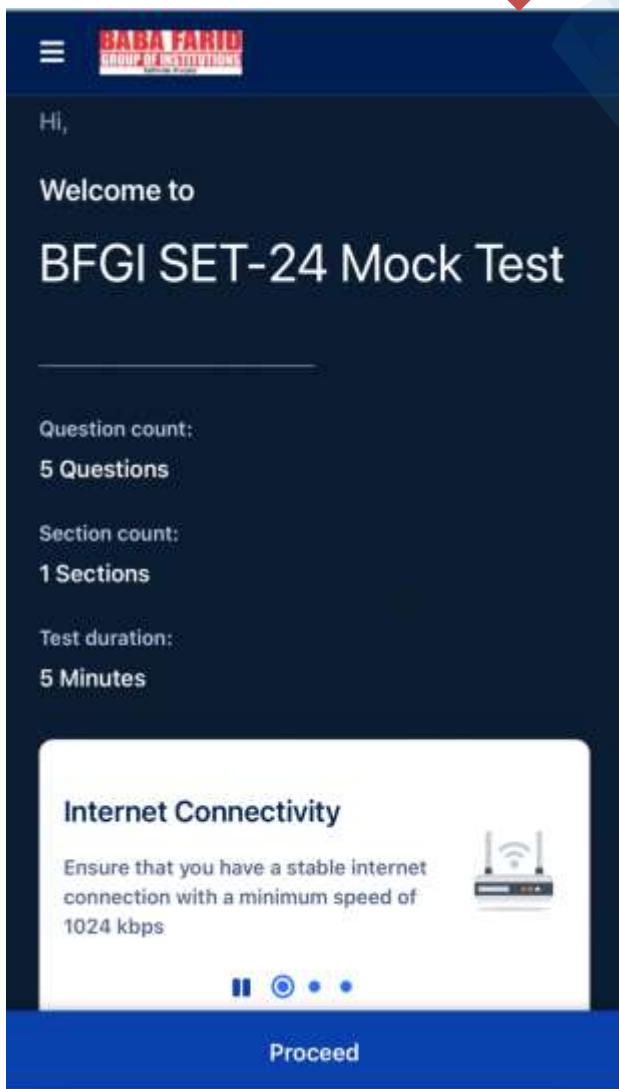 BABA FARID
GROUP OF INSTITUTIONS
Hi,
Welcome to
BFGI SET-24 Mock Test
Question count:
5 Questions
Section count:
1 Sections
Test duration:
5 Minutes
Internet Connectivity
Ensure that you have a stable internet
connection with a minimum speed of
1024 kbps
Proceed